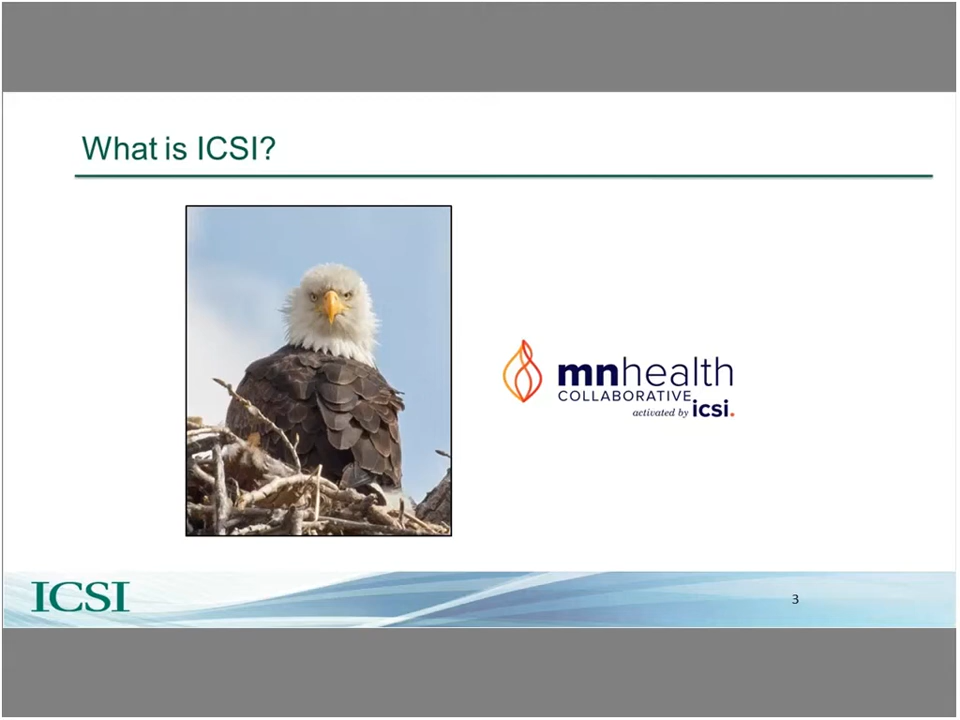 What is ICSI?
mnhealth
COLLABORATIVE
activated by icsi.
ICSI
3